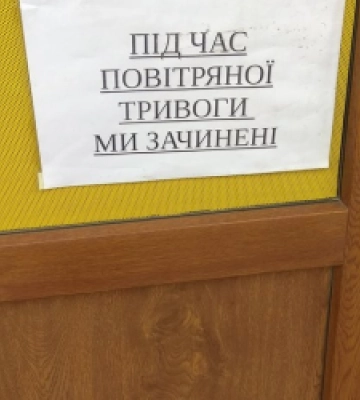 ПІД ЧАС
ПОВІТРЯНОЇ
ТРИВОГИ
МИ ЗАЧИНЕНІ